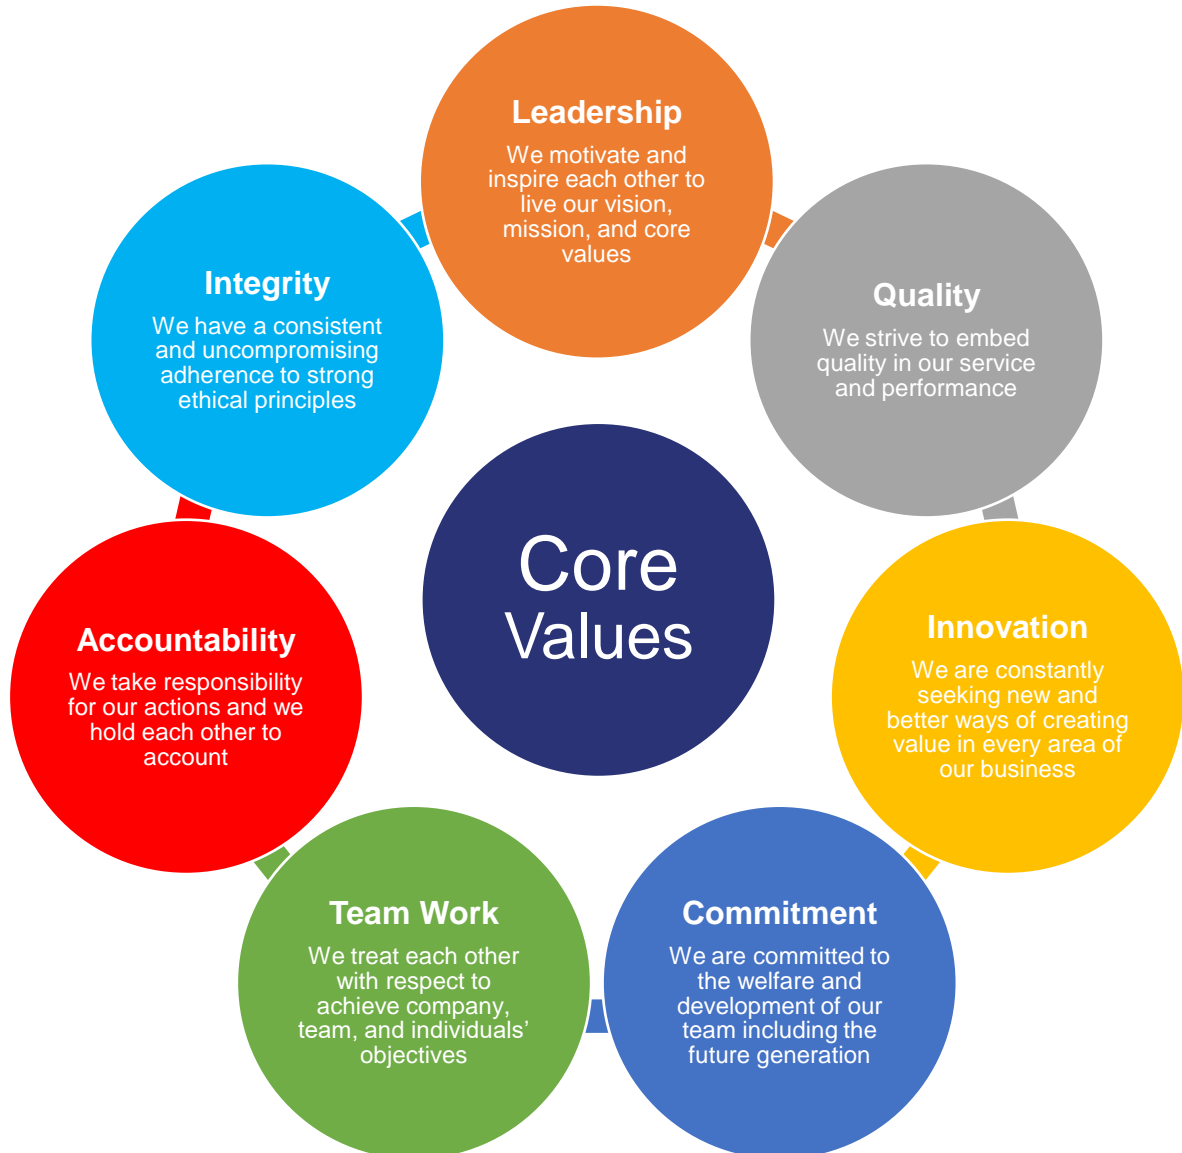 Leadership
We motivate and
inspire each other to
live our vision,
mission, and core
values
Quality
We strive to embed
quality in our service
and performance
Innovation
We are constantly
seeking new and
better ways of creating
value in every area of
our business
Commitment
We are committed to
the welfare and
development of our
team including the
future generation
Team Work
We treat each other
with respect to
achieve company,
team, and individuals’
objectives
Accountability
We take responsibility
for our actions and we
hold each other to
account
Integrity
We have a consistent
and uncompromising
adherence to strong
ethical principles
Core
Values